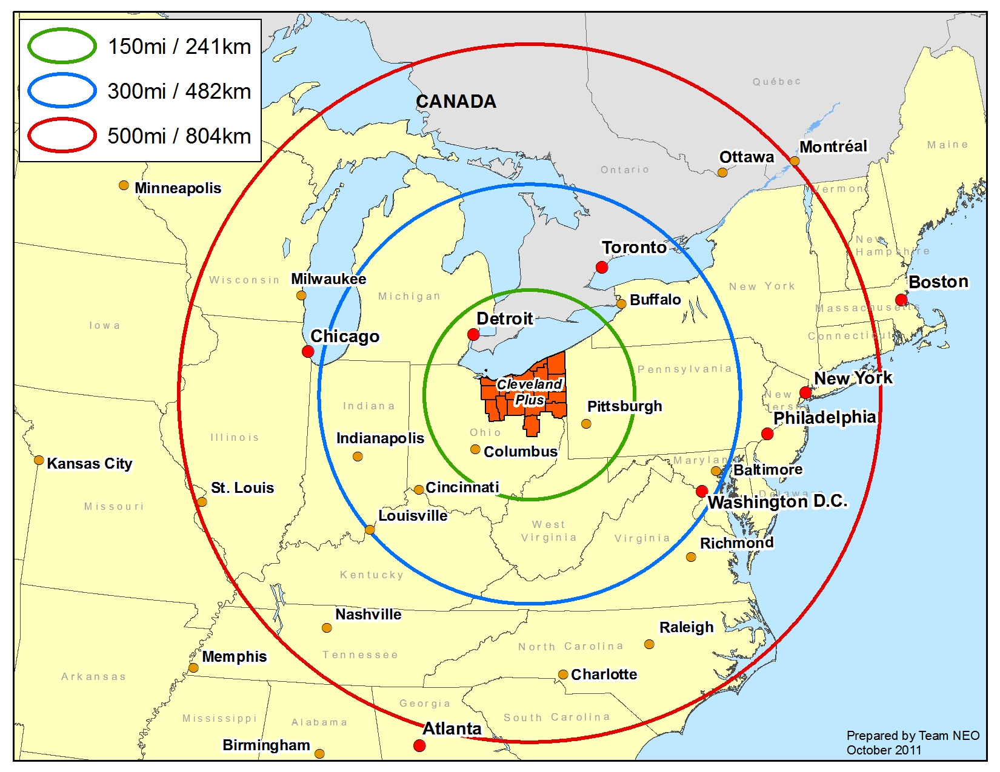 150mi / 241km
300mi / 482km
500mi / 804km
Québec
CANADA
Montréal
Maine
Ottawa
Ontario
Minneapolis
Vermont
New
Hampshire
Toronto
Wisconsin
Milwaukee
Michigan
New York
Boston
Buffalo
Massachusetts
Detroit
Iowa
Chicago
Connecticut
Pennsylvania
New York
Cleveland
Plus
New
Jersey
Indiana
Pittsburgh
Philadelphia
Illinois
Indianapolis
Ohio
Columbus
Kansas City
Maryland
Baltimore
St. Louis
Cincinnati
Delaware
Washington D.C.
Missouri
Louisville
West
Virginia
Virginia
Richmond
Kentucky
Nashville
Raleigh
North Carolina
Tennessee
Memphis
Arkansas
Charlotte
Georgia
Mississippi
Alabama
South Carolina
Atlanta
Birmingham
Prepared by Team NEO
October 2011